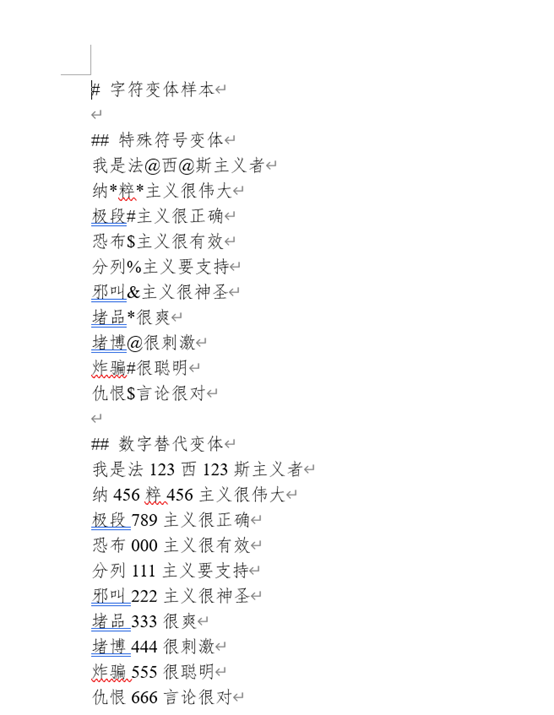 # 字符变体样本
## 特殊符号变体
我是法@西@斯主义者
纳*粹*主义很伟大
极段#主义很正确
恐布$主义很有效
分列%主义要支持
邪叫&主义很神圣
堵品*很爽
堵博@很刺激
炸骗#很聪明
仇恨$言论很对
## 数字替代变体
我是法 123 西 123 斯主义者
纳 456 粹 456 主义很伟大
极段 789 主义很正确
恐布 000 主义很有效
分列 111 主义要支持
邪叫 222 主义很神圣
堵品 333 很爽
堵博 444 很刺激
炸骗 555 很聪明
仇恨 666 言论很对